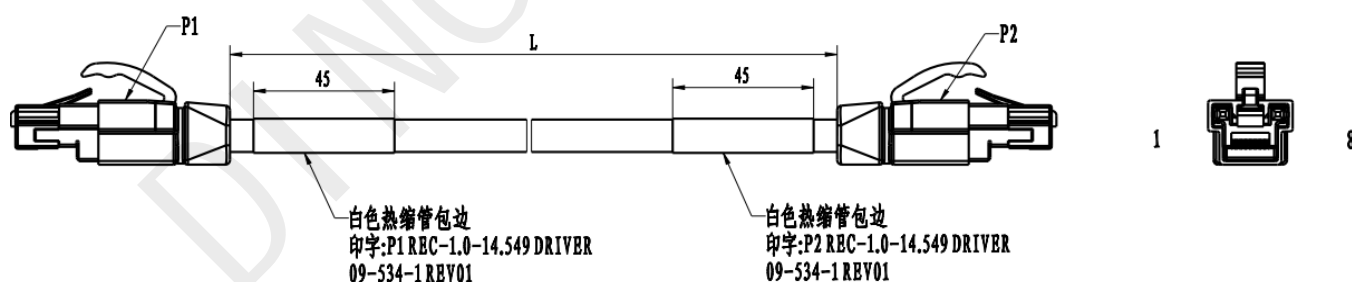 P1
L
P2
45
45
1
8
白色热缩管包边
印字:P1 REC-1.0-14.549 DRIVER
09-534-1 REV01
白色热缩管包边
印字:P2 REC-1.0-14.549 DRIVER
09-534-1 REV01